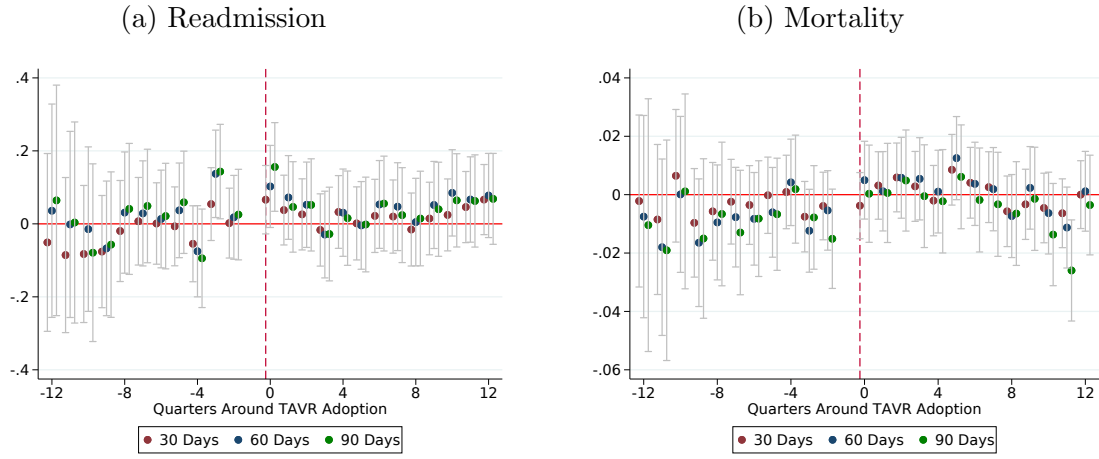 (a) Readmission
.4
.2
0
-.2
-.4
-12 -8 -4 0 4 8 12
Quarters Around TAVR Adoption
30 Days 60 Days 90 Days
(b) Mortality
.04
.02
0
-.02
-.04
-.06
-12 -8 -4 0 4 8 12
Quarters Around TAVR Adoption
30 Days 60 Days 90 Days